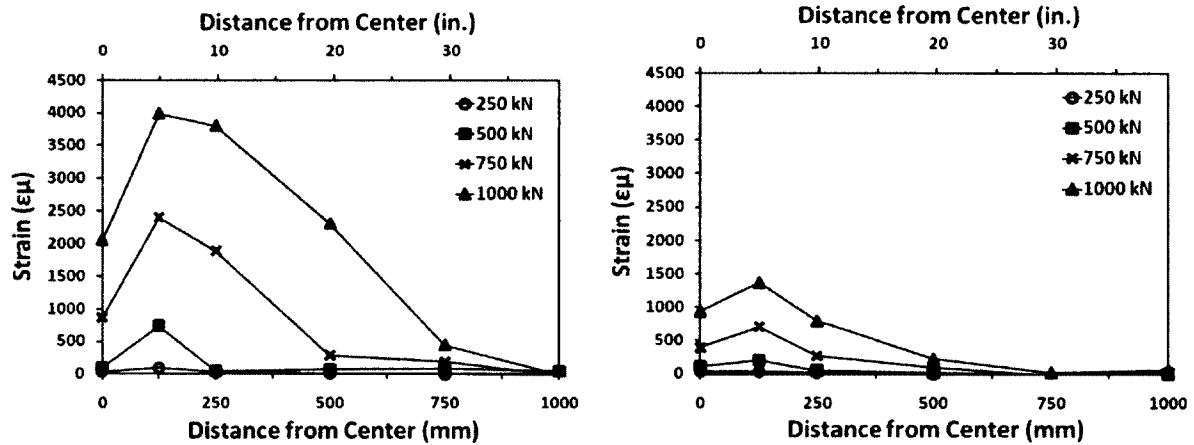 Distance from Center (in.)
0 10 20 30
4500
4000
3500
3000
2500
2000
1500
1000
500
0
Strain (εμ)
250 kN
500 kN
750 kN
1000 kN
0 250 500 750 1000
Distance from Center (mm)
Distance from Center (in.)
0 10 20 30
4500
4000
3500
3000
2500
2000
1500
1000
500
0
Strain (εμ)
250 kN
500 kN
750 kN
1000 kN
0 250 500 750 1000
Distance from Center (mm)